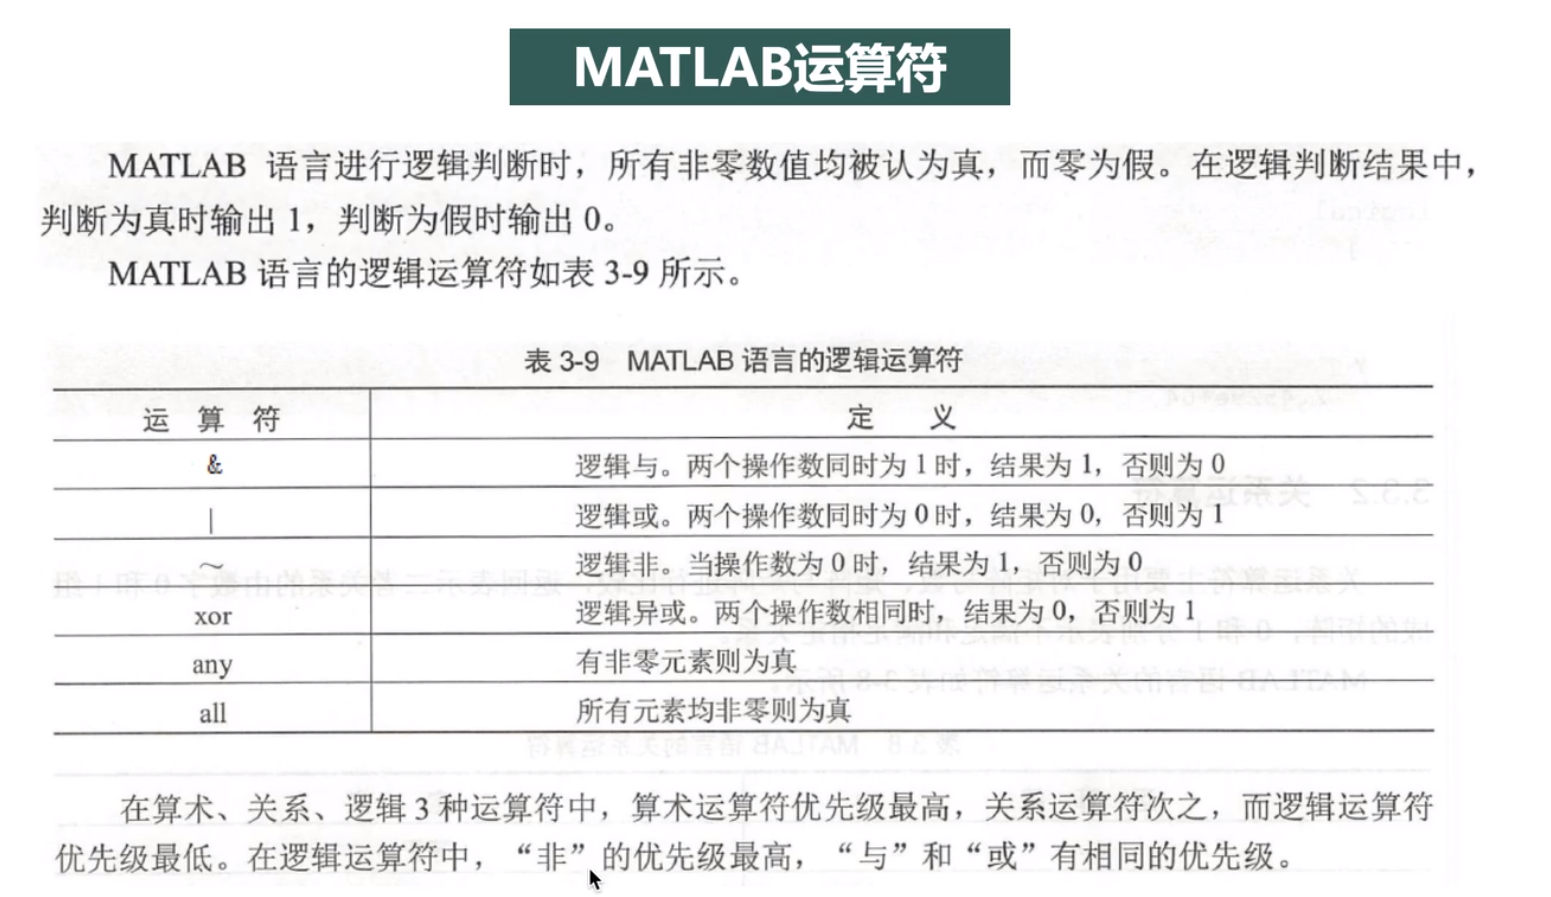 MATLAB运算符
MATLAB 语言进行逻辑判断时，所有非零数值均被认为真，而零为假。在逻辑判断结果中，
判断为真时输出 1，判断为假时输出 0。
MATLAB 语言的逻辑运算符如表 3-9 所示。
表 3-9 MATLAB 语言的逻辑运算符
运 算 符 定 义
& 逻辑与。两个操作数同时为 1 时，结果为 1，否则为 0
| 逻辑或。两个操作数同时为 0 时，结果为 0，否则为 1
~ 逻辑非。当操作数为 0 时，结果为 1，否则为 0
xor 逻辑异或。两个操作数相同时，结果为 0，否则为 1
any 有非零元素则为真
all 所有元素均非零则为真
在算术、关系、逻辑 3 种运算符中，算术运算符优先级最高，关系运算符次之，而逻辑运算符
优先级最低。在逻辑运算符中，“非”的优先级最高，“与”和“或”有相同的优先级。